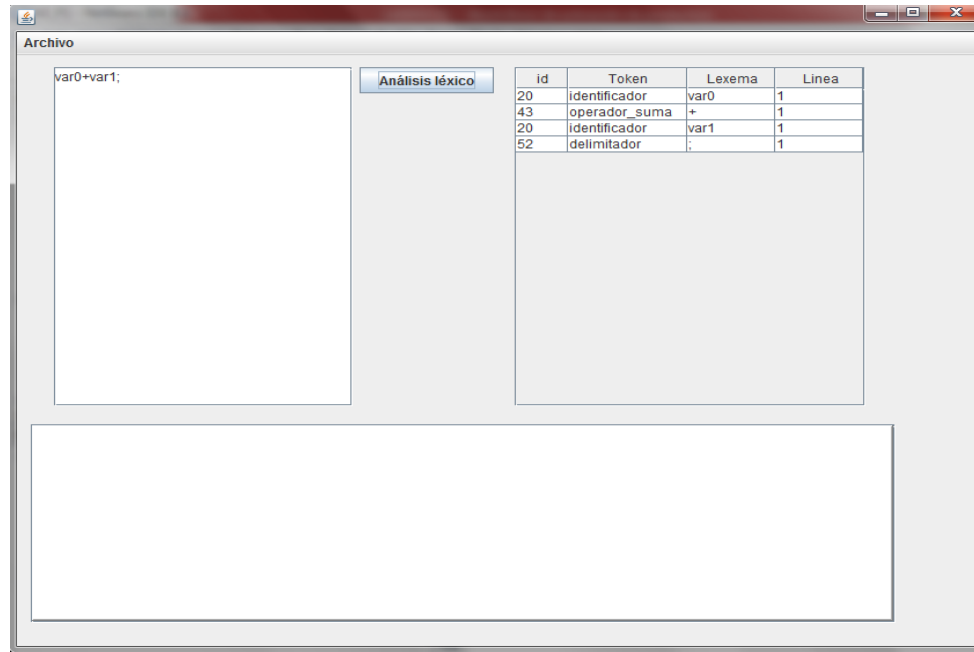 Archivo
var0+var1;
Análisis léxico
id Token Lexema Linea
20 identificador var0 1
43 operador_suma + 1
20 identificador var1 1
52 delimitador ; 1